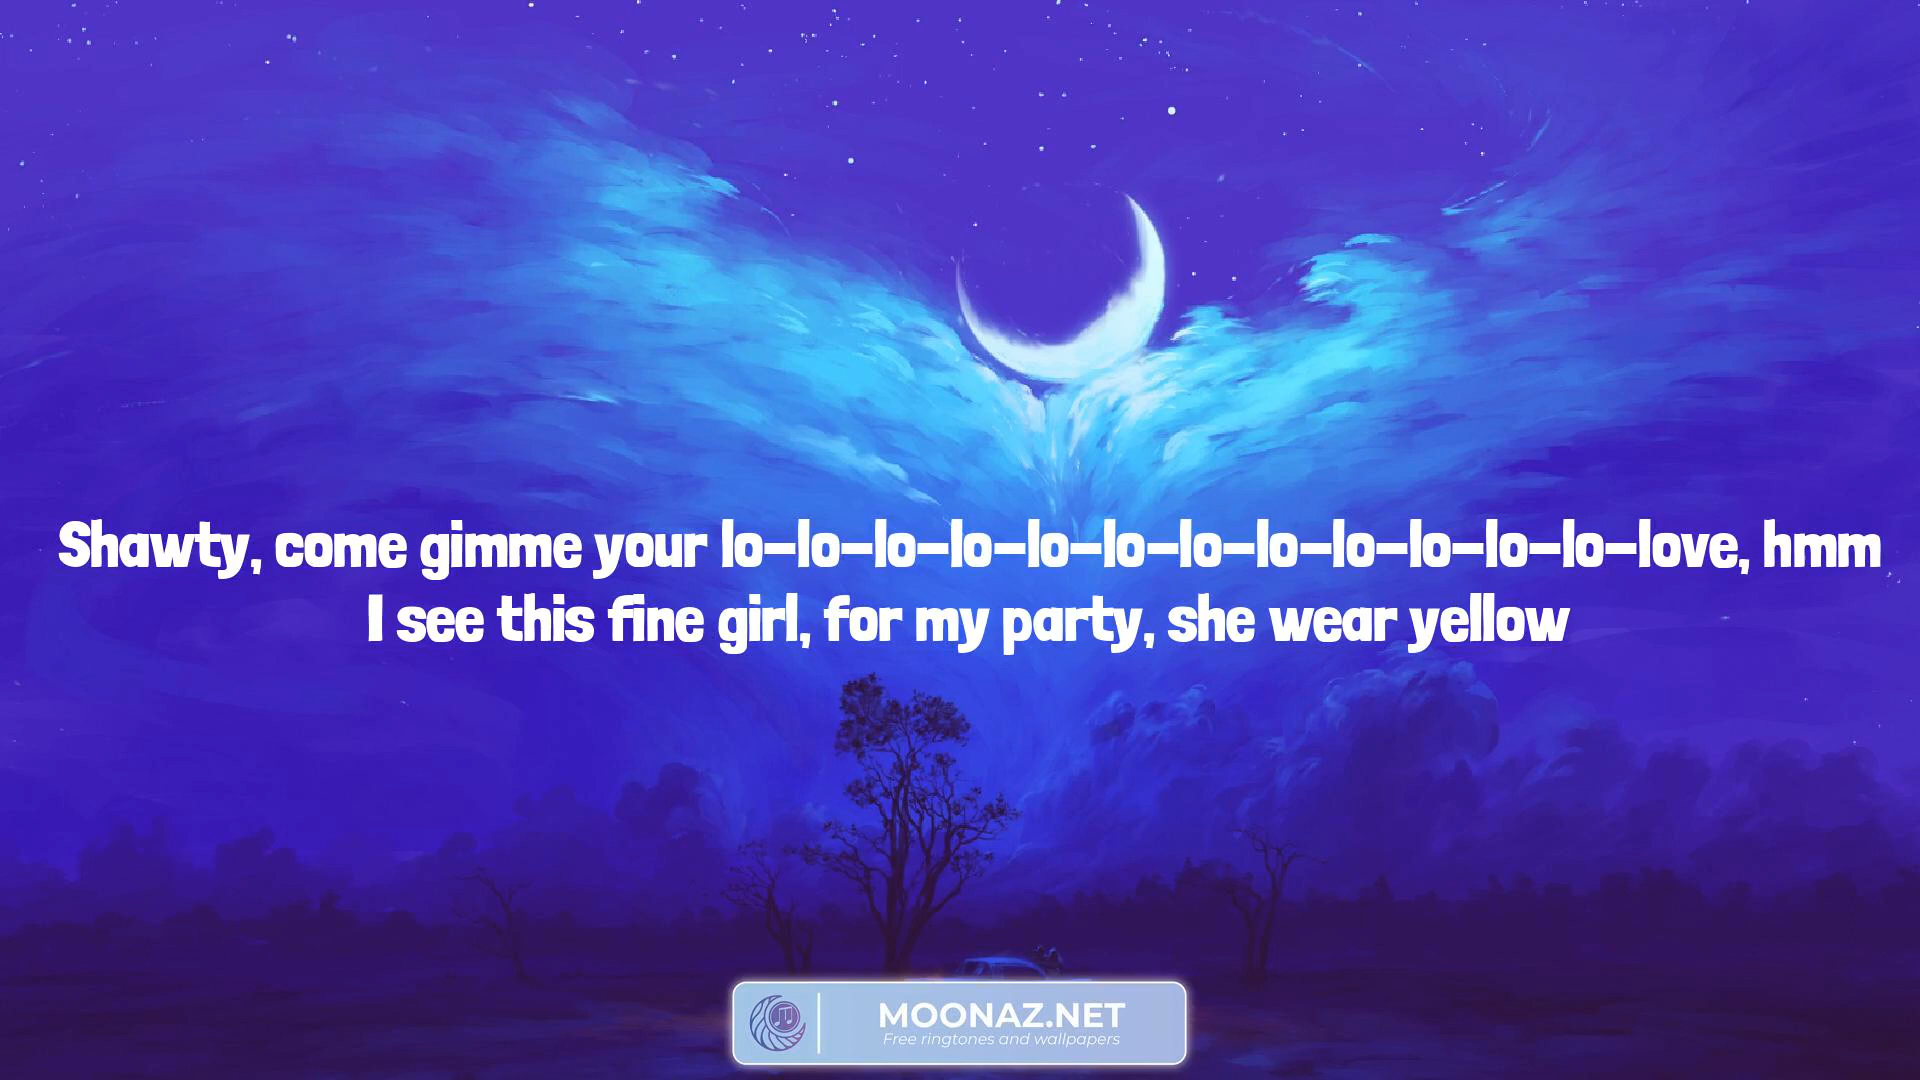 Shawty, come gimme your lo-lo-lo-lo-lo-lo-lo-lo-lo-lo-lo-lo-love, hmm
I see this fine girl, for my party, she wear yellow
MOONAZ.NET
Free ringtones and wallpapers